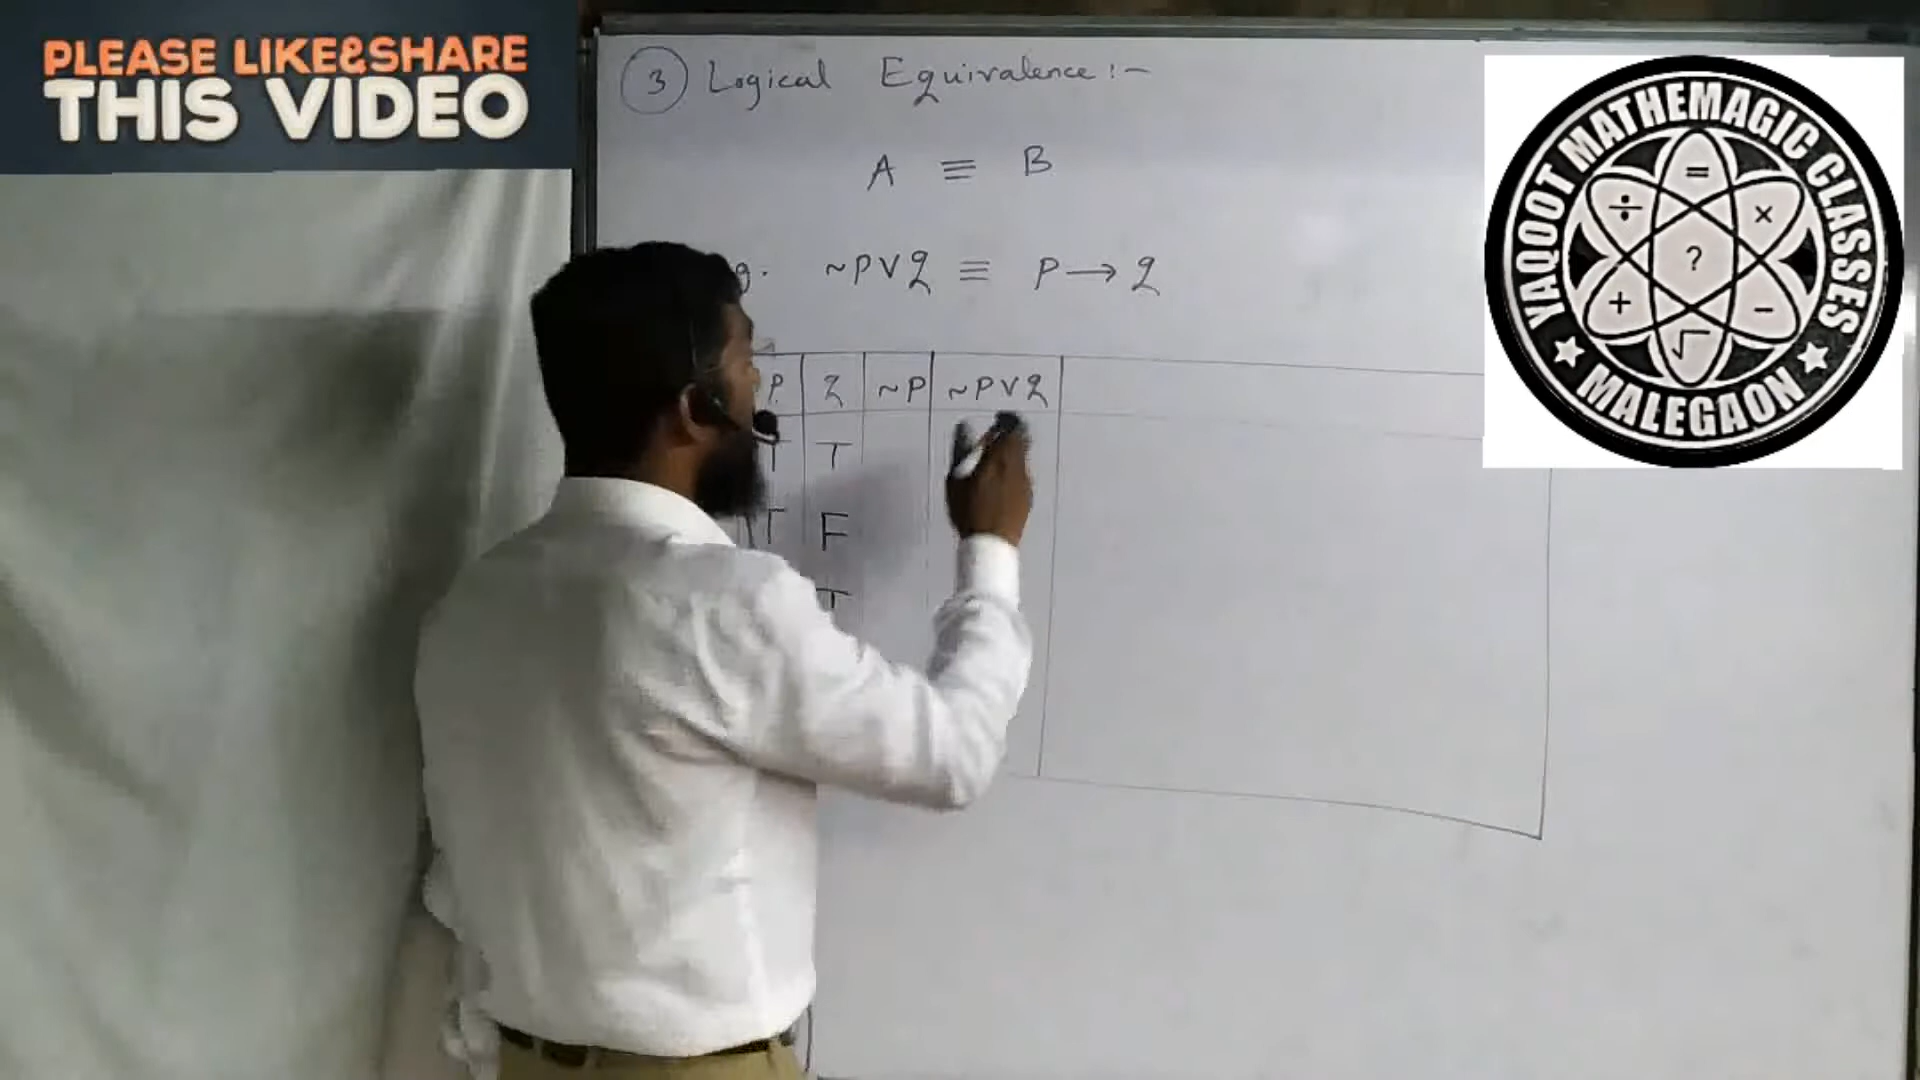 PLEASE LIKE&SHARE
THIS VIDEO
3 Logical Equivalence :-
A ≡ B
g. ~p∨q ≡ p → q
p q ~p ~p∨q
T T
T F
T
YAQOOT MATHEMAGIC CLASSES
= ÷ × ? + − √
MALEGAON